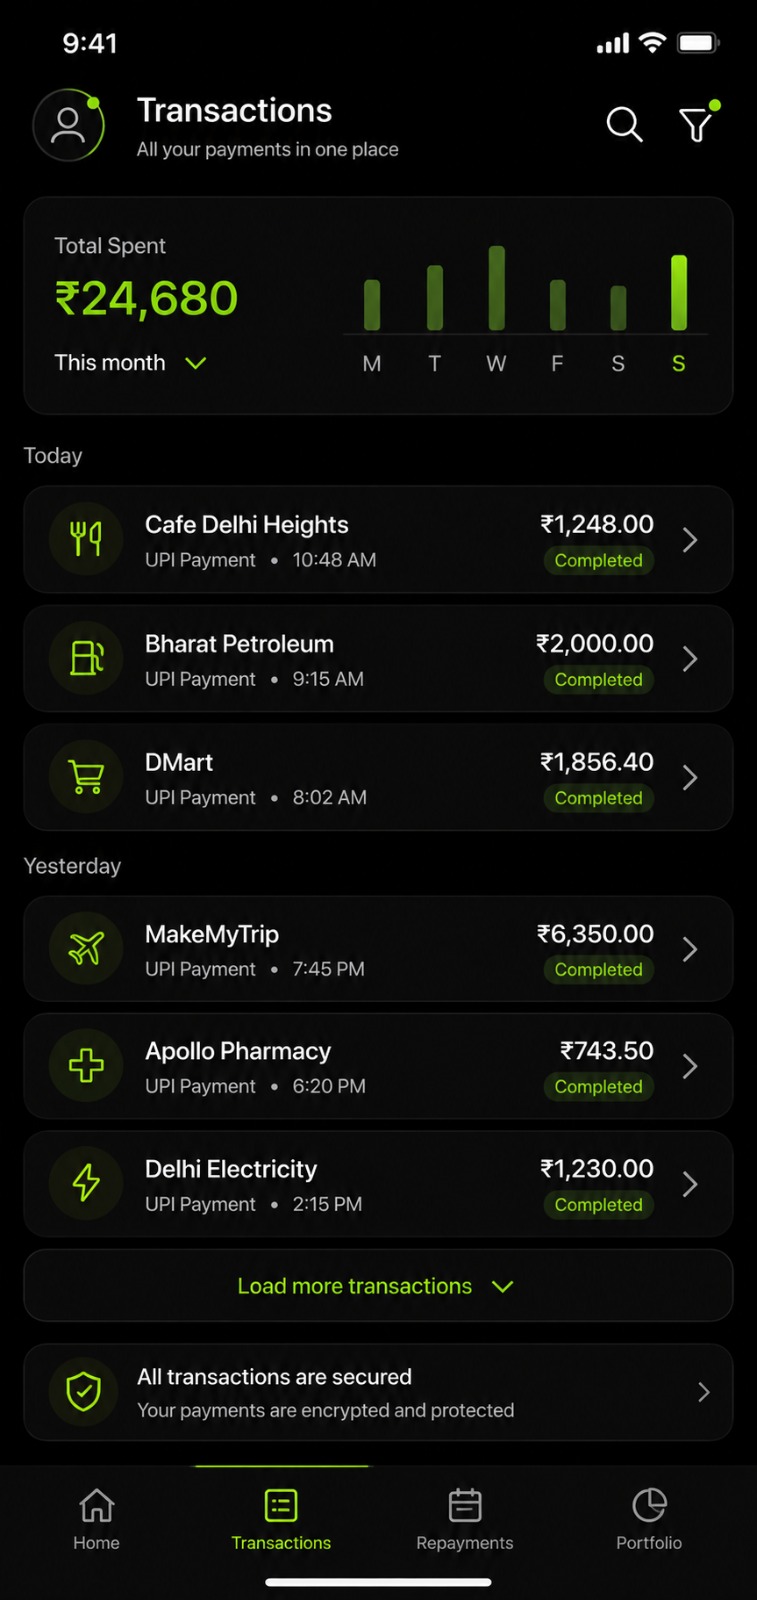 9:41
Transactions
All your payments in one place
Total Spent
₹24,680
This month
M T W F S S
Today
Cafe Delhi Heights ₹1,248.00
UPI Payment • 10:48 AM Completed
Bharat Petroleum ₹2,000.00
UPI Payment • 9:15 AM Completed
DMart ₹1,856.40
UPI Payment • 8:02 AM Completed
Yesterday
MakeMyTrip ₹6,350.00
UPI Payment • 7:45 PM Completed
Apollo Pharmacy ₹743.50
UPI Payment • 6:20 PM Completed
Delhi Electricity ₹1,230.00
UPI Payment • 2:15 PM Completed
Load more transactions
All transactions are secured
Your payments are encrypted and protected
Home Transactions Repayments Portfolio